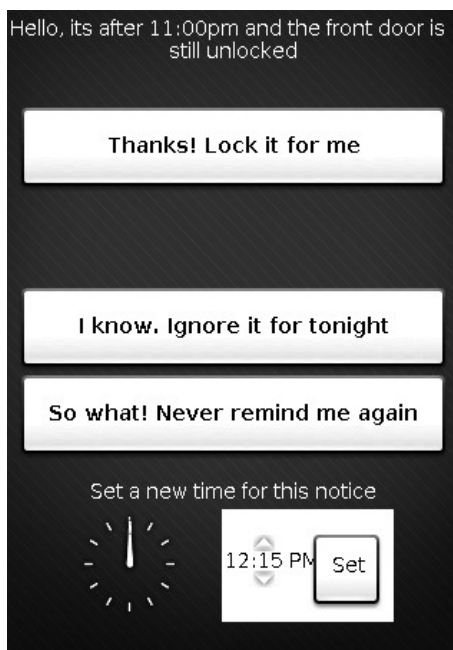 Hello, its after 11:00pm and the front door is
still unlocked
Thanks! Lock it for me
I know. Ignore it for tonight
So what! Never remind me again
Set a new time for this notice
12:15 PM
Set